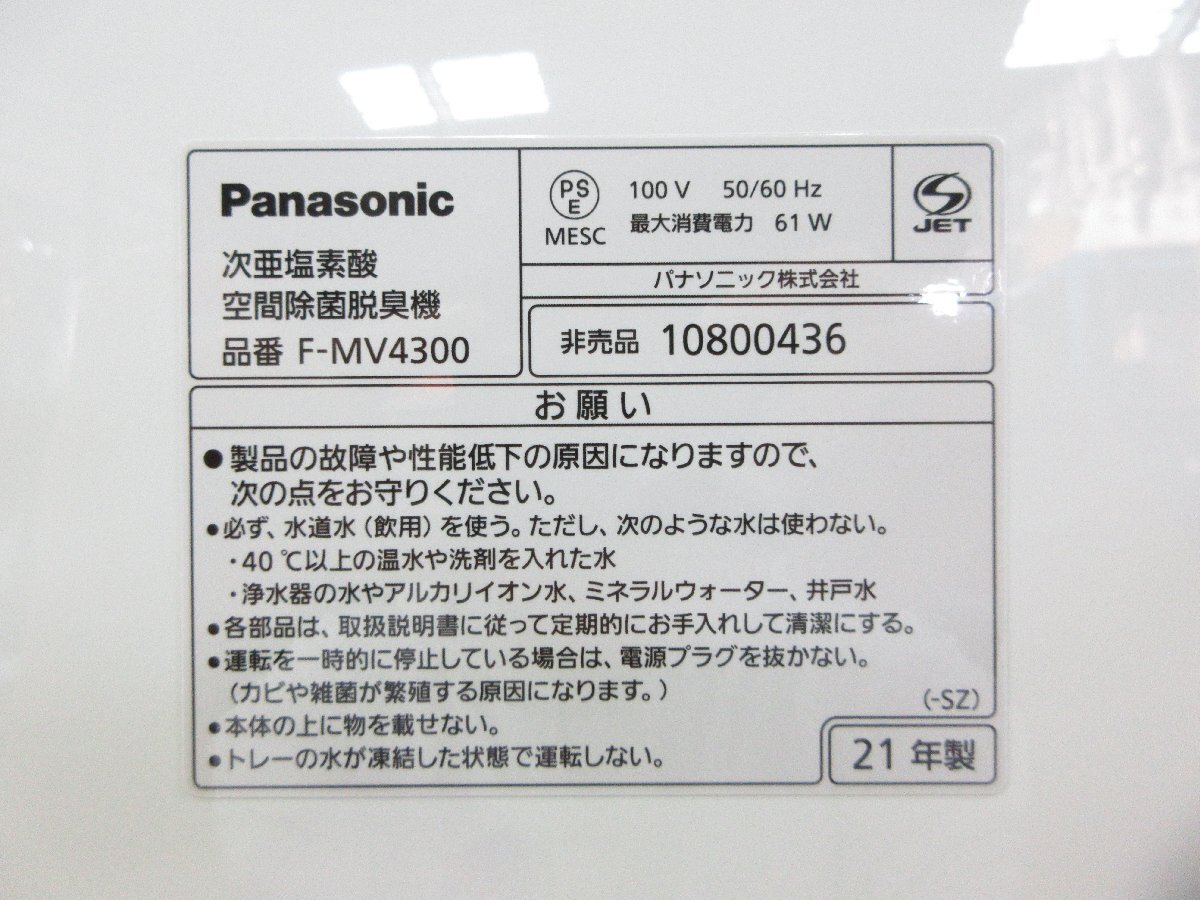 Panasonic
次亜塩素酸
空間除菌脱臭機
品番 F-MV4300
PS
E
MESC
100 V 50/60 Hz
最大消費電力 61 W
JET
パナソニック株式会社
非売品 10800436
お願い
●製品の故障や性能低下の原因になりますので、
次の点をお守りください。
●必ず、水道水（飲用）を使う。ただし、次のような水は使わない。
・40 ℃以上の温水や洗剤を入れた水
・浄水器の水やアルカリイオン水、ミネラルウォーター、井戸水
●各部品は、取扱説明書に従って定期的にお手入れして清潔にする。
●運転を一時的に停止している場合は、電源プラグを抜かない。
（カビや雑菌が繁殖する原因になります。）
●本体の上に物を載せない。
●トレーの水が凍結した状態で運転しない。
（-SZ）
21 年製